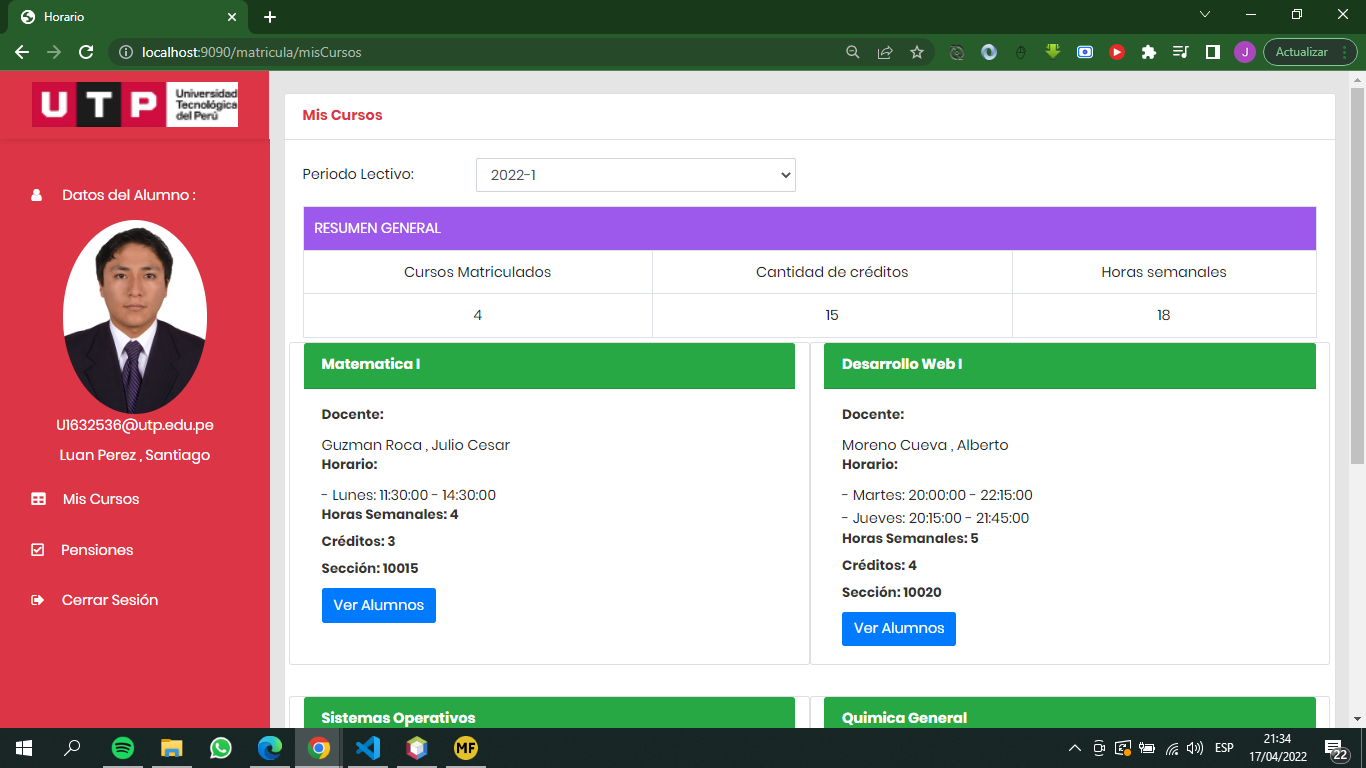 Horario
localhost:9090/matricula/misCursos
J
Actualizar
UTP Universidad
Tecnológica
del Perú
Datos del Alumno :
U1632536@utp.edu.pe
Luan Perez , Santiago
Mis Cursos
Pensiones
Cerrar Sesión
Mis Cursos
Periodo Lectivo: 2022-1
RESUMEN GENERAL
Cursos Matriculados Cantidad de créditos Horas semanales
4 15 18
Matematica I
Docente:
Guzman Roca , Julio Cesar
Horario:
- Lunes: 11:30:00 - 14:30:00
Horas Semanales: 4
Créditos: 3
Sección: 10015
Ver Alumnos
Desarrollo Web I
Docente:
Moreno Cueva , Alberto
Horario:
- Martes: 20:00:00 - 22:15:00
- Jueves: 20:15:00 - 21:45:00
Horas Semanales: 5
Créditos: 4
Sección: 10020
Ver Alumnos
Sistemas Operativos
Quimica General
MF
ESP
21:34
17/04/2022
22